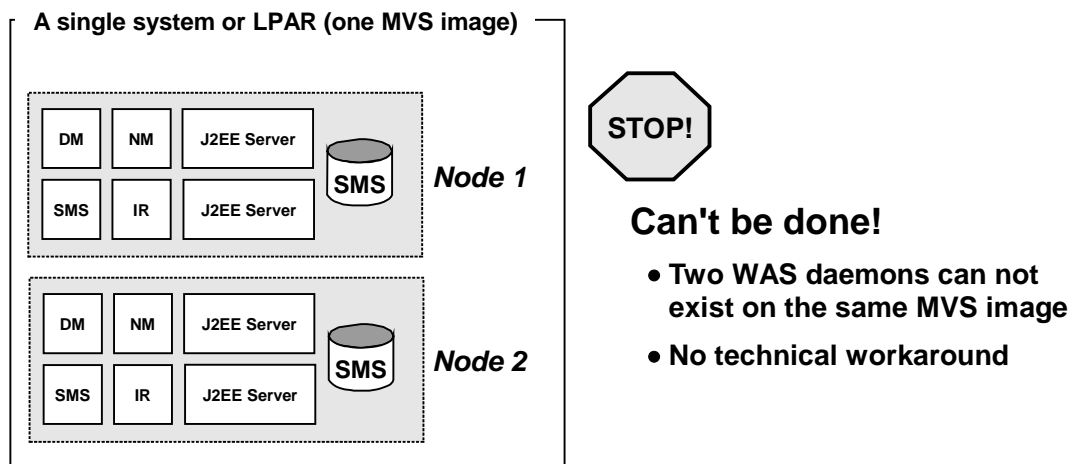 A single system or LPAR (one MVS image)
DM NM J2EE Server
SMS IR J2EE Server
SMS
Node 1
DM NM J2EE Server
SMS IR J2EE Server
SMS
Node 2
STOP!
Can't be done!
• Two WAS daemons can not
exist on the same MVS image
• No technical workaround